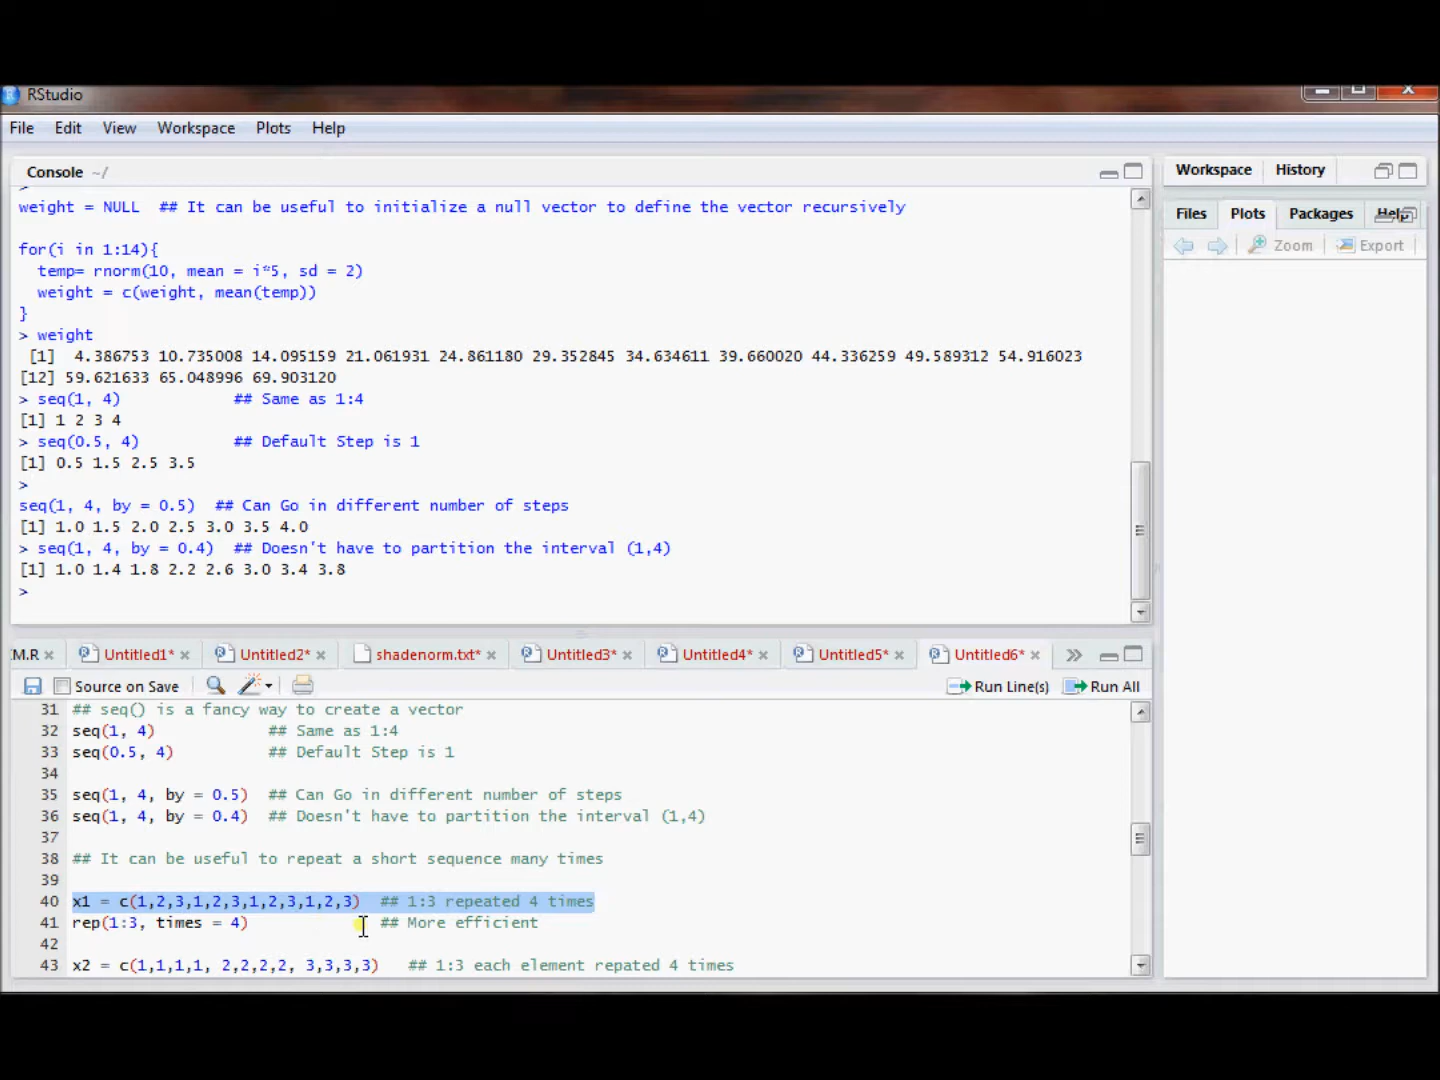 RStudio
File Edit View Workspace Plots Help
Console ~/
>
weight = NULL  ## It can be useful to initialize a null vector to define the vector recursively
for(i in 1:14){
temp= rnorm(10, mean = i*5, sd = 2)
weight = c(weight, mean(temp))
}
> weight
[1] 4.386753 10.735008 14.095159 21.061931 24.861180 29.352845 34.634611 39.660020 44.336259 49.589312 54.916023
[12] 59.621633 65.048996 69.903120
> seq(1, 4)            ## Same as 1:4
[1] 1 2 3 4
> seq(0.5, 4)          ## Default Step is 1
[1] 0.5 1.5 2.5 3.5
>
seq(1, 4, by = 0.5)  ## Can Go in different number of steps
[1] 1.0 1.5 2.0 2.5 3.0 3.5 4.0
> seq(1, 4, by = 0.4)  ## Doesn't have to partition the interval (1,4)
[1] 1.0 1.4 1.8 2.2 2.6 3.0 3.4 3.8
>
Workspace History
Files Plots Packages Help
Zoom Export
M.R Untitled1* Untitled2* shadenorm.txt* Untitled3* Untitled4* Untitled5* Untitled6*
Source on Save Run Line(s) Run All
31 ## seq() is a fancy way to create a vector
32 seq(1, 4)            ## Same as 1:4
33 seq(0.5, 4)          ## Default Step is 1
34
35 seq(1, 4, by = 0.5)  ## Can Go in different number of steps
36 seq(1, 4, by = 0.4)  ## Doesn't have to partition the interval (1,4)
37
38 ## It can be useful to repeat a short sequence many times
39
40 x1 = c(1,2,3,1,2,3,1,2,3,1,2,3)  ## 1:3 repeated 4 times
41 rep(1:3, times = 4)              ## More efficient
42
43 x2 = c(1,1,1,1, 2,2,2,2, 3,3,3,3)   ## 1:3 each element repated 4 times